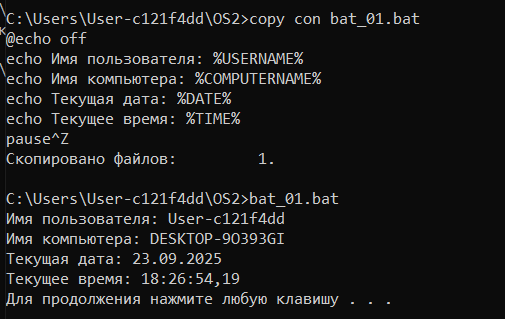 C:\Users\User-c121f4dd\OS2>copy con bat_01.bat
@echo off
echo Имя пользователя: %USERNAME%
echo Имя компьютера: %COMPUTERNAME%
echo Текущая дата: %DATE%
echo Текущее время: %TIME%
pause^Z
Скопировано файлов:         1.
C:\Users\User-c121f4dd\OS2>bat_01.bat
Имя пользователя: User-c121f4dd
Имя компьютера: DESKTOP-9O393GI
Текущая дата: 23.09.2025
Текущее время: 18:26:54,19
Для продолжения нажмите любую клавишу . . .